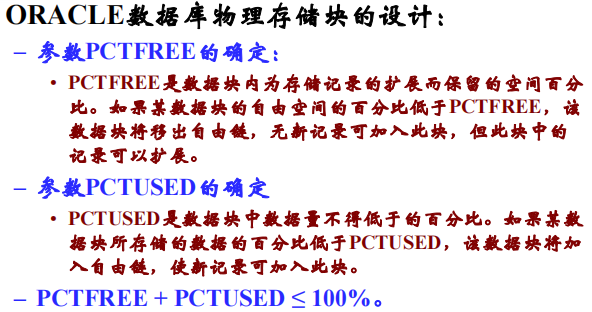 ORACLE数据库物理存储块的设计：
– 参数PCTFREE的确定：
• PCTFREE是数据块内为存储记录的扩展而保留的空间百分
比。如果某数据块的自由空间的百分比低于PCTFREE，该
数据块将移出自由链，无新记录可加入此块，但此块中的
记录可以扩展。
– 参数PCTUSED的确定
• PCTUSED是数据块中数据量不得低于的百分比。如果某数
据块所存储的数据的百分比低于PCTUSED，该数据块将加
入自由链，使新记录可加入此块。
– PCTFREE + PCTUSED ≤ 100%。